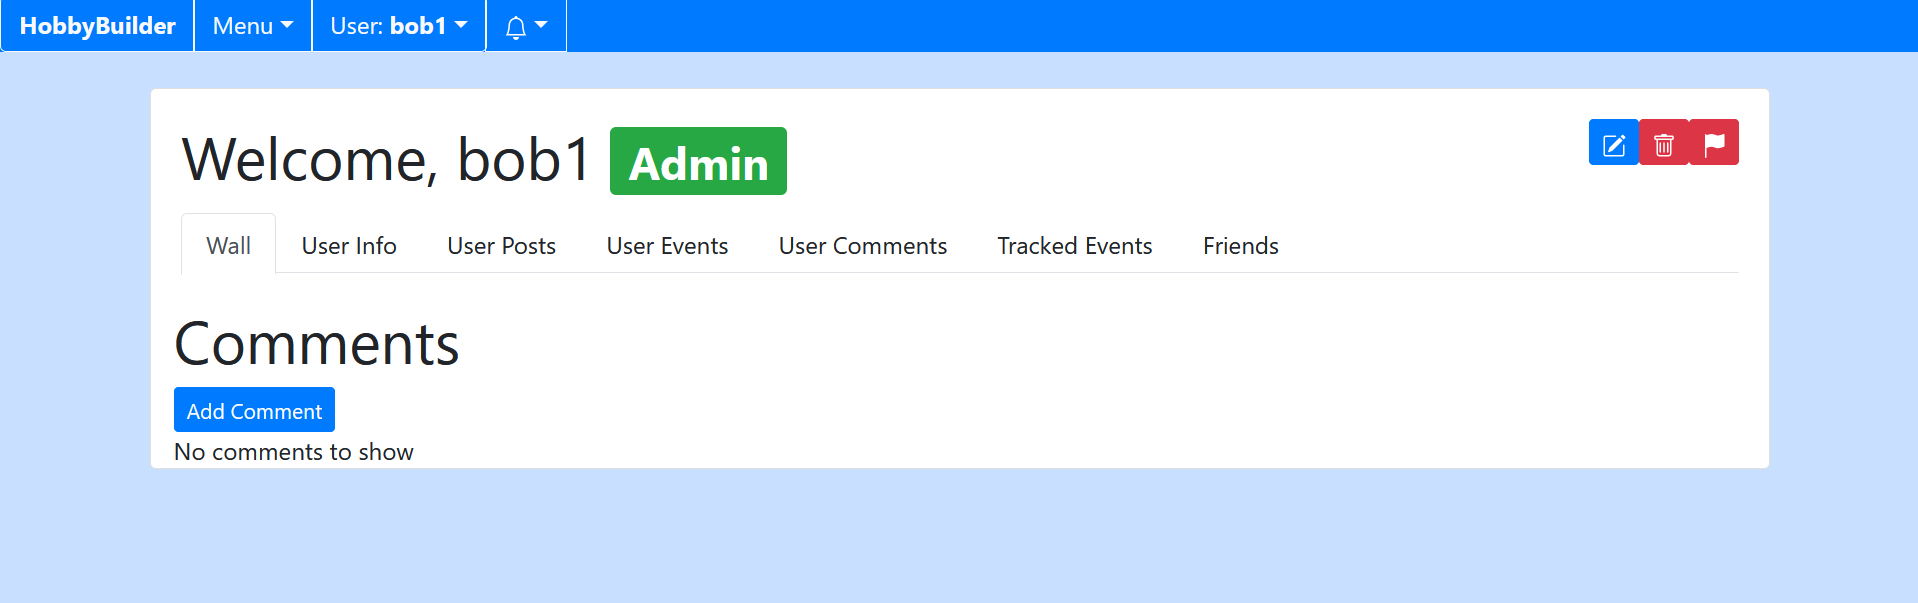 HobbyBuilder Menu User: bob1
Welcome, bob1 Admin
Wall User Info User Posts User Events User Comments Tracked Events Friends
Comments
Add Comment
No comments to show